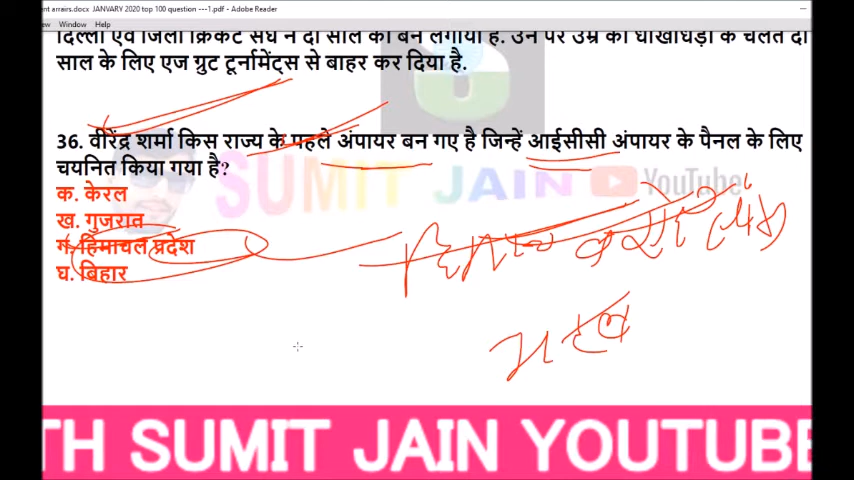 ent arrairs.docx JANVARY 2020 top 100 question ---1.pdf - Adobe Reader
ew Window Help
दिल्ली एवं जिला क्रिकेट संघ ने दो साल का बैन लगाया है. उन पर उम्र की धोखाधड़ी के चलते दो
साल के लिए एज ग्रुट टूर्नामेंट्स से बाहर कर दिया है.
36. वीरेंद्र शर्मा किस राज्य के पहले अंपायर बन गए है जिन्हें आईसीसी अंपायर के पैनल के लिए
चयनित किया गया है?
SUMIT JAIN YouTube
क. केरल
ख. गुजरात
ग. हिमाचल प्रदेश
घ. बिहार
TH SUMIT JAIN YOUTUBE